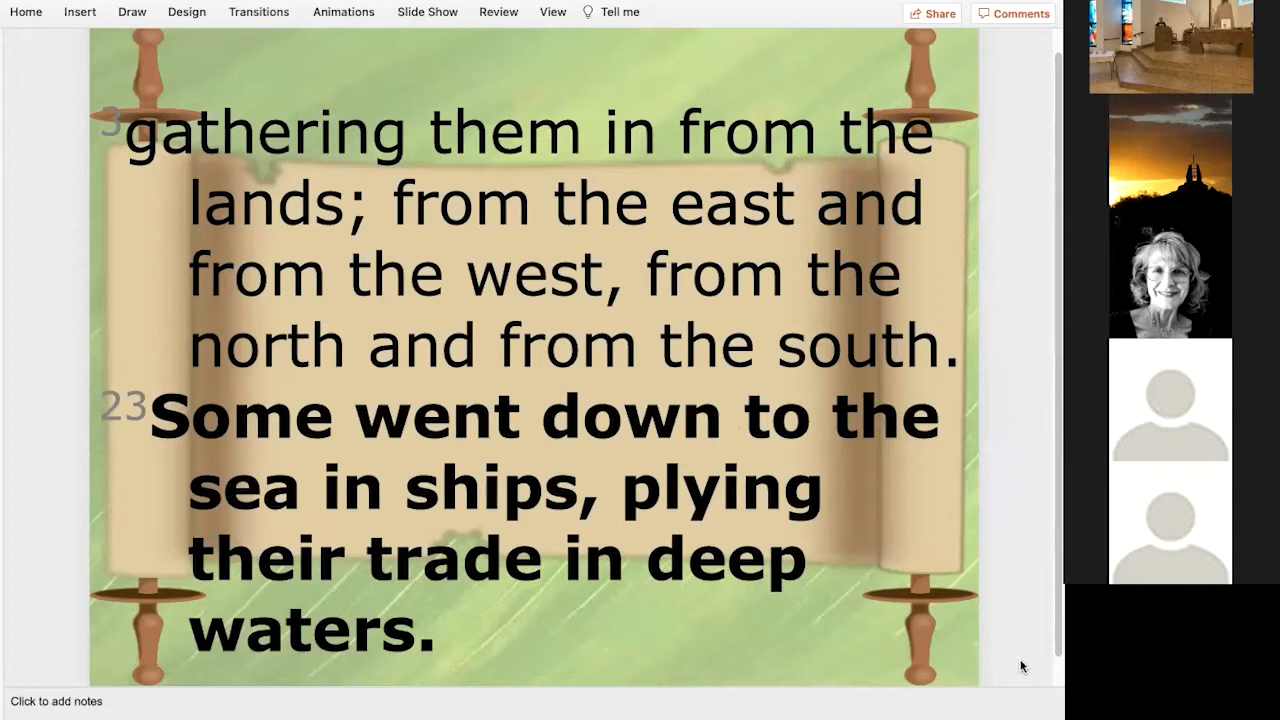 Home Insert Draw Design Transitions Animations Slide Show Review View Tell me Share Comments
3gathering them in from the
lands; from the east and
from the west, from the
north and from the south.
23Some went down to the
sea in ships, plying
their trade in deep
waters.
Click to add notes